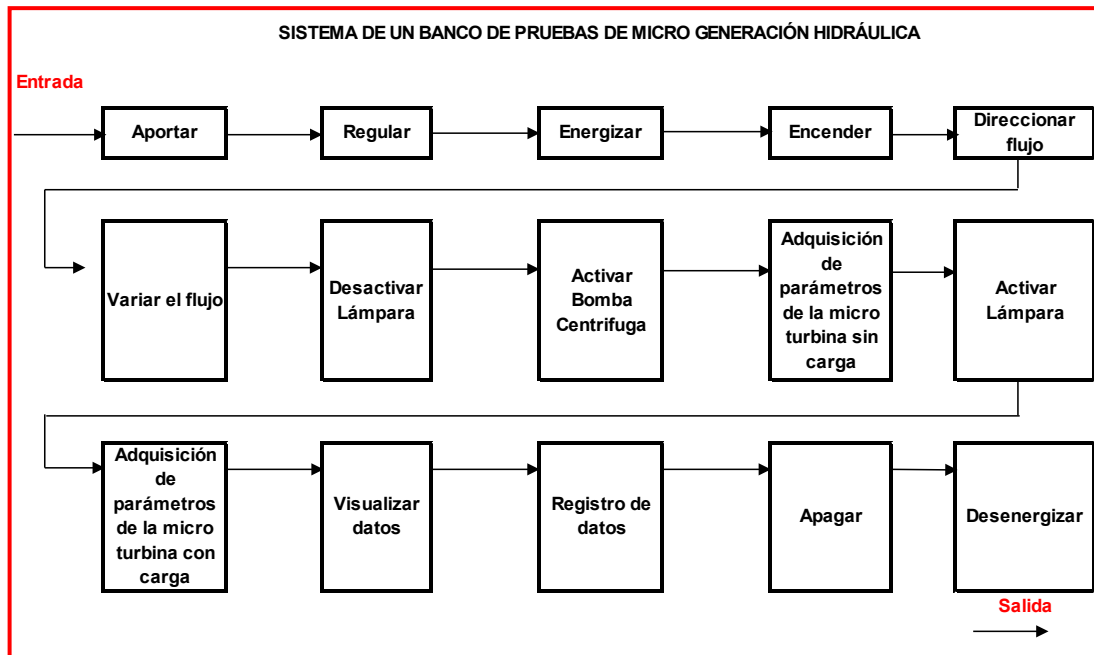 SISTEMA DE UN BANCO DE PRUEBAS DE MICRO GENERACIÓN HIDRÁULICA
Entrada
Aportar
Regular
Energizar
Encender
Direccionar
flujo
Variar el flujo
Desactivar
Lámpara
Activar
Bomba
Centrifuga
Adquisición
de
parámetros
de la micro
turbina sin
carga
Activar
Lámpara
Adquisición
de
parámetros
de la micro
turbina con
carga
Visualizar
datos
Registro de
datos
Apagar
Desenergizar
Salida